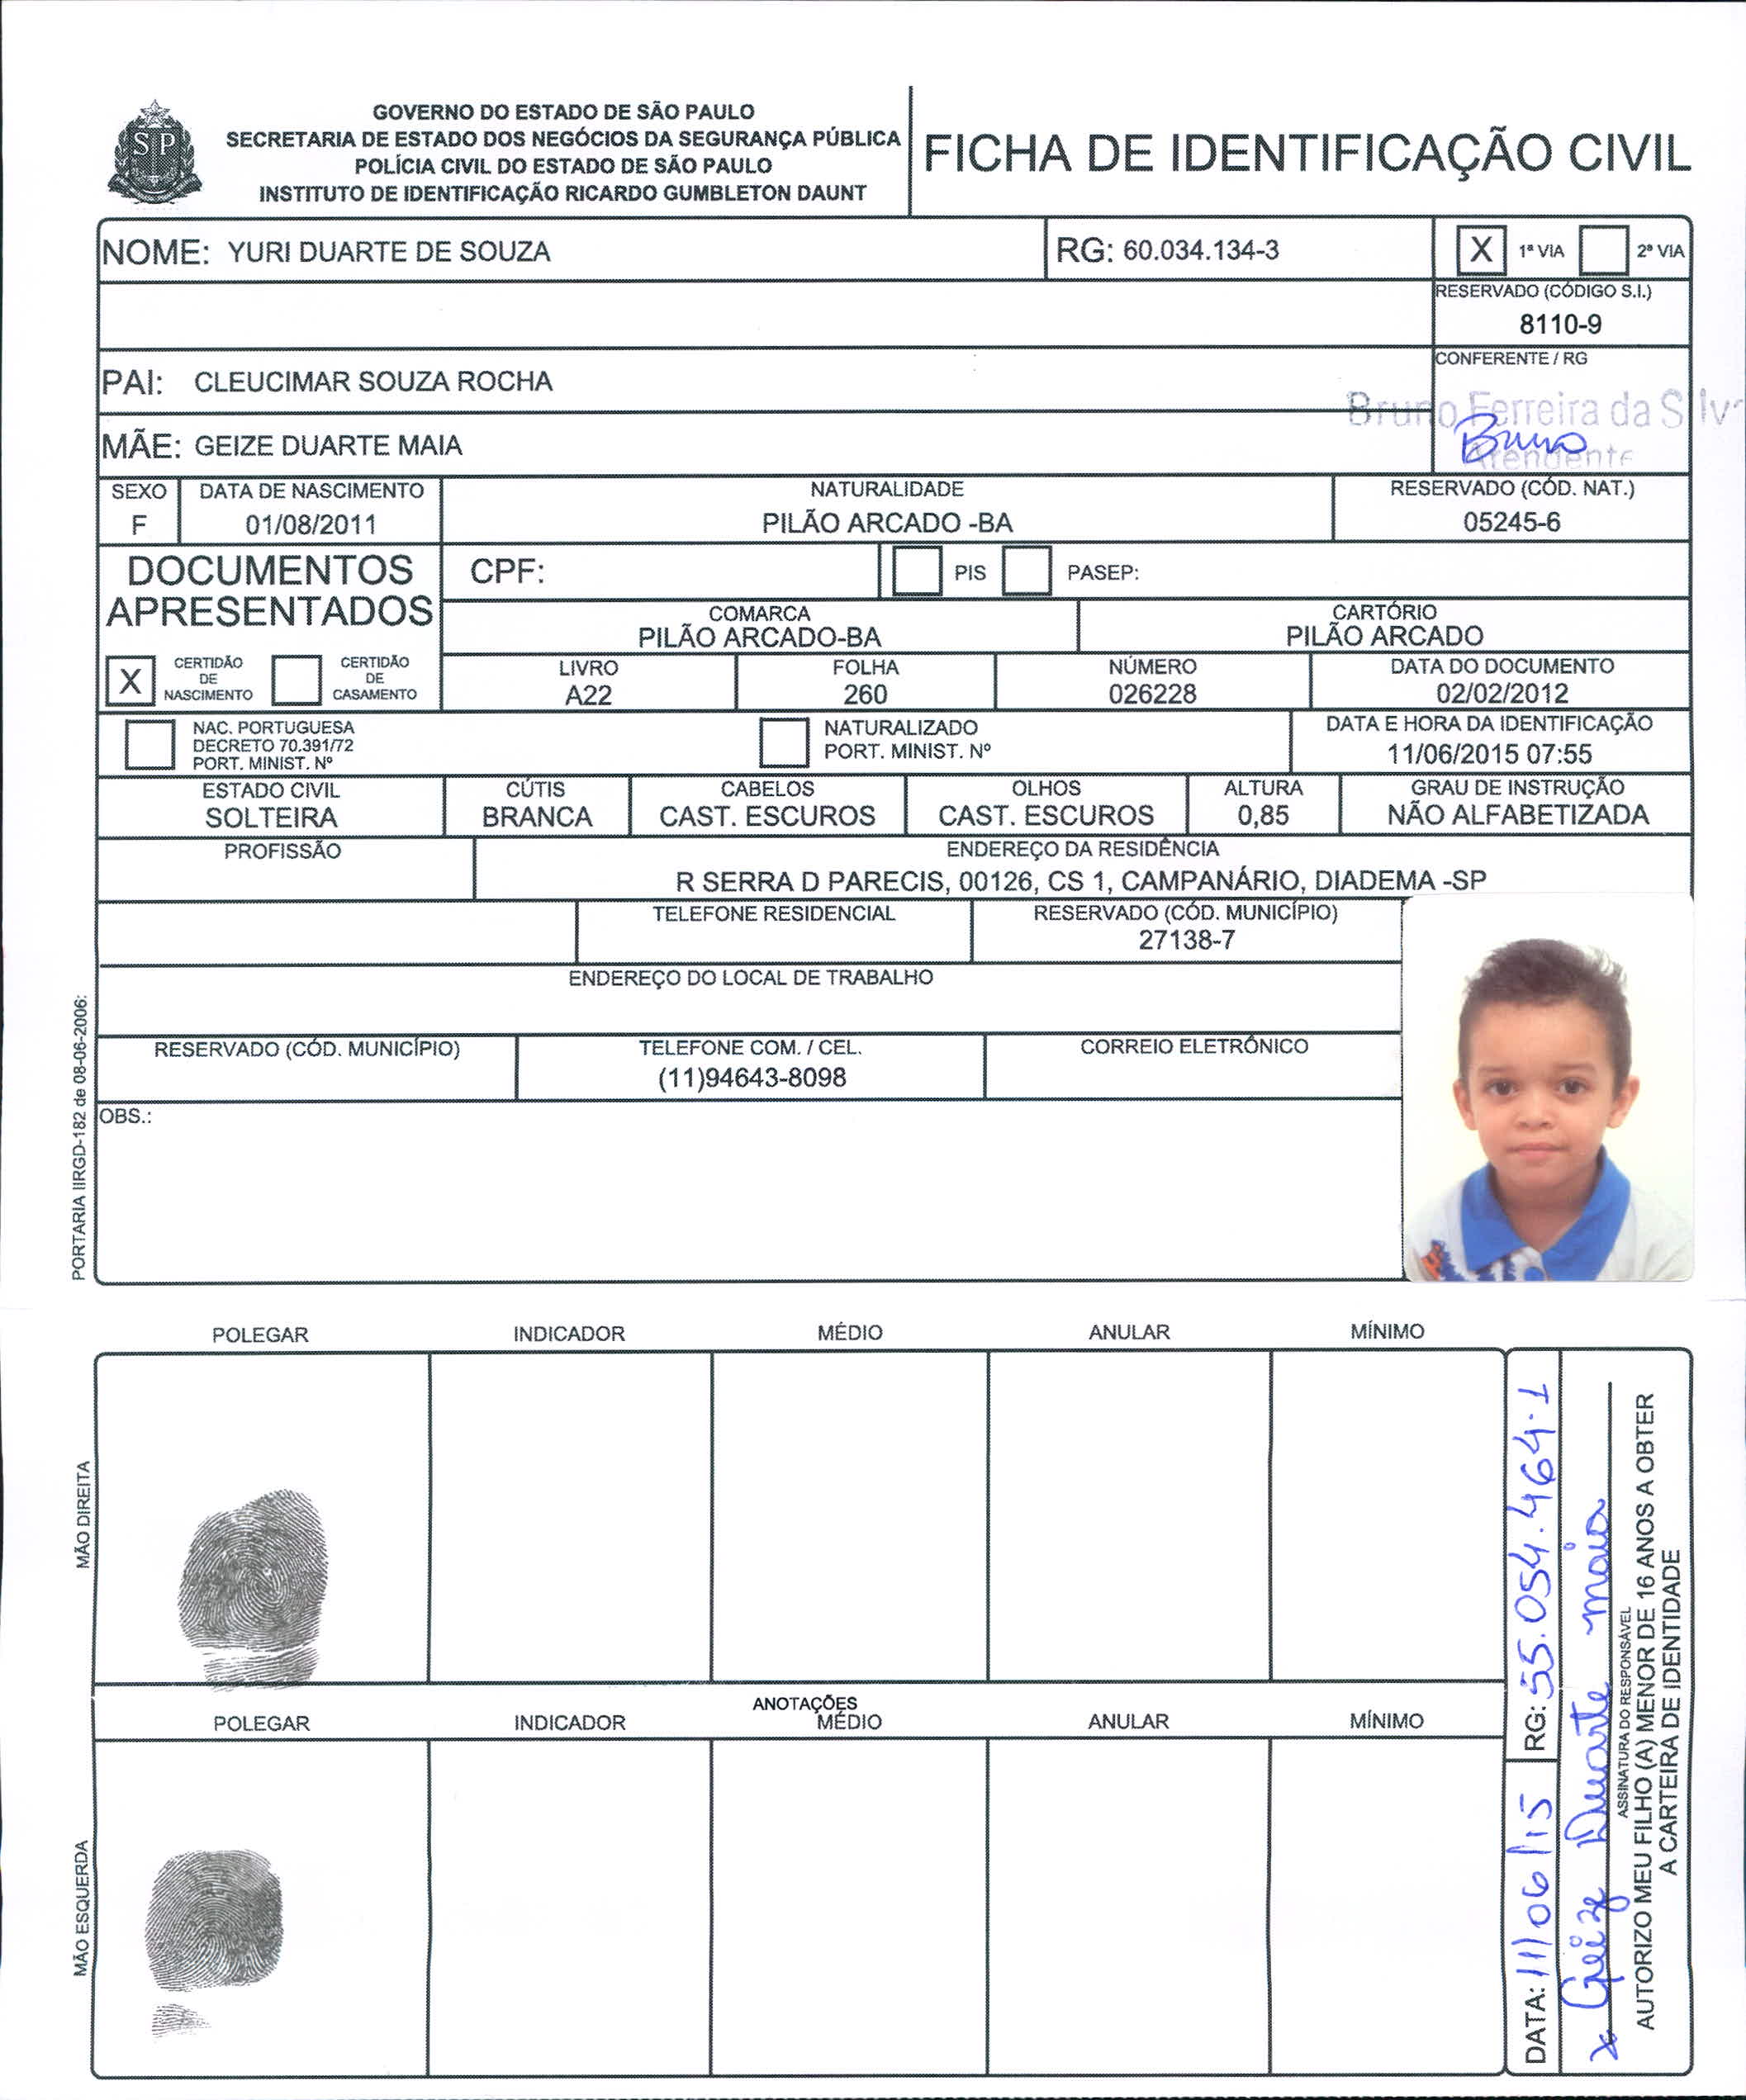 GOVERNO DO ESTADO DE SÃO PAULO
SECRETARIA DE ESTADO DOS NEGÓCIOS DA SEGURANÇA PÚBLICA
POLÍCIA CIVIL DO ESTADO DE SÃO PAULO
INSTITUTO DE IDENTIFICAÇÃO RICARDO GUMBLETON DAUNT
SP
FICHA DE IDENTIFICAÇÃO CIVIL
NOME: YURI DUARTE DE SOUZA
RG: 60.034.134-3
X 1ª VIA 2ª VIA
RESERVADO (CÓDIGO S.I.)
8110-9
PAI: CLEUCIMAR SOUZA ROCHA
CONFERENTE / RG
Bruno Ferreira da Silv
Bruno
Atendente
MÃE: GEIZE DUARTE MAIA
SEXO DATA DE NASCIMENTO NATURALIDADE RESERVADO (CÓD. NAT.)
F 01/08/2011 PILÃO ARCADO -BA 05245-6
DOCUMENTOS
APRESENTADOS
CPF: PIS PASEP:
COMARCA CARTÓRIO
PILÃO ARCADO-BA PILÃO ARCADO
X CERTIDÃO
DE
NASCIMENTO
CERTIDÃO
DE
CASAMENTO
LIVRO FOLHA NÚMERO DATA DO DOCUMENTO
A22 260 026228 02/02/2012
NAC. PORTUGUESA
DECRETO 70.391/72
PORT. MINIST. Nº
NATURALIZADO
PORT. MINIST. Nº
DATA E HORA DA IDENTIFICAÇÃO
11/06/2015 07:55
ESTADO CIVIL CÚTIS CABELOS OLHOS ALTURA GRAU DE INSTRUÇÃO
SOLTEIRA BRANCA CAST. ESCUROS CAST. ESCUROS 0,85 NÃO ALFABETIZADA
PROFISSÃO ENDEREÇO DA RESIDÊNCIA
R SERRA D PARECIS, 00126, CS 1, CAMPANÁRIO, DIADEMA -SP
TELEFONE RESIDENCIAL RESERVADO (CÓD. MUNICÍPIO)
27138-7
ENDEREÇO DO LOCAL DE TRABALHO
RESERVADO (CÓD. MUNICÍPIO) TELEFONE COM. / CEL. CORREIO ELETRÔNICO
(11)94643-8098
OBS.:
PORTARIA IIRGD-182 de 08-06-2006:
POLEGAR INDICADOR MÉDIO ANULAR MÍNIMO
MÃO DIREITA
ANOTAÇÕES
POLEGAR INDICADOR MÉDIO ANULAR MÍNIMO
MÃO ESQUERDA
DATA: 11/06/15 RG: 55.054.464-1
x Geize Duarte maia
ASSINATURA DO RESPONSÁVEL
AUTORIZO MEU FILHO (A) MENOR DE 16 ANOS A OBTER
A CARTEIRA DE IDENTIDADE